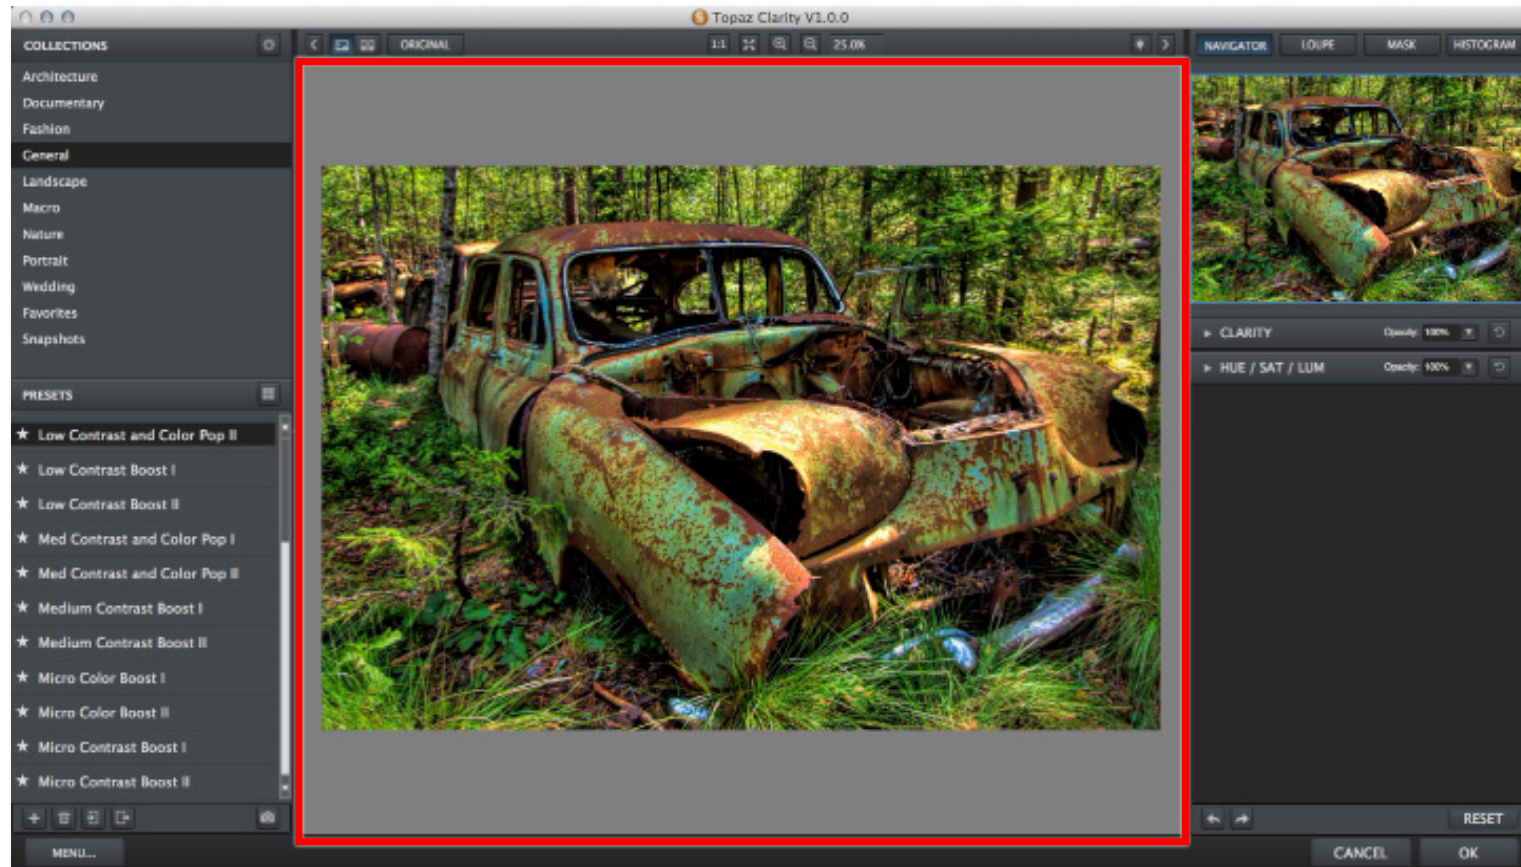 Topaz Clarity V1.0.0
COLLECTIONS
Architecture
Documentary
Fashion
General
Landscape
Macro
Nature
Portrait
Wedding
Favorites
Snapshots
PRESETS
Low Contrast and Color Pop II
Low Contrast Boost I
Low Contrast Boost II
Med Contrast and Color Pop I
Med Contrast and Color Pop II
Medium Contrast Boost I
Medium Contrast Boost II
Micro Color Boost I
Micro Color Boost II
Micro Contrast Boost I
Micro Contrast Boost II
MENU...
ORIGINAL
1:1 25.0%
NAVIGATOR LOUPE MASK HISTOGRAM
CLARITY Opacity: 100%
HUE / SAT / LUM Opacity: 100%
RESET
CANCEL OK